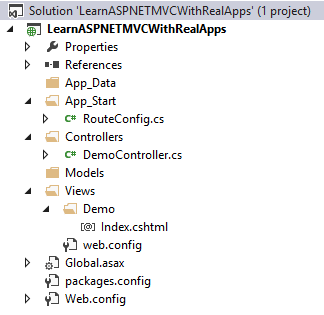 Solution 'LearnASPNETMVCWithRealApps' (1 project)
LearnASPNETMVCWithRealApps
Properties
References
App_Data
App_Start
C# RouteConfig.cs
Controllers
C# DemoController.cs
Models
Views
Demo
[@] Index.cshtml
web.config
Global.asax
packages.config
Web.config